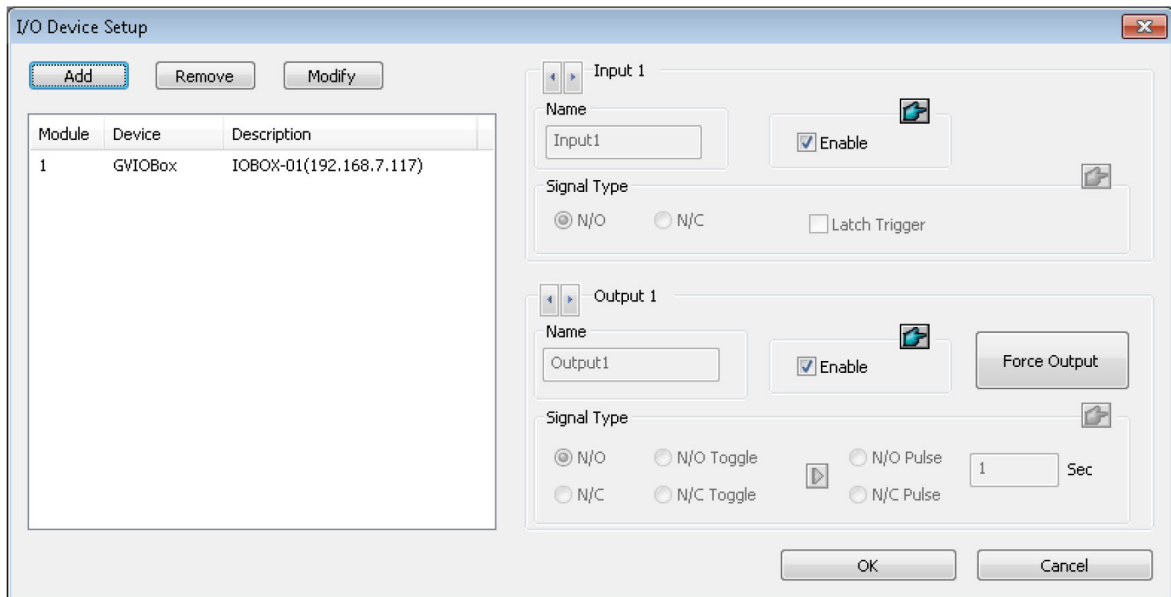 I/O Device Setup
Add Remove Modify
Module Device Description
1 GVIOBox IOBOX-01(192.168.7.117)
Input 1
Name
Input1
Enable
Signal Type
N/O N/C Latch Trigger
Output 1
Name
Output1
Enable
Force Output
Signal Type
N/O N/O Toggle N/O Pulse
1 Sec
N/C N/C Toggle N/C Pulse
OK Cancel